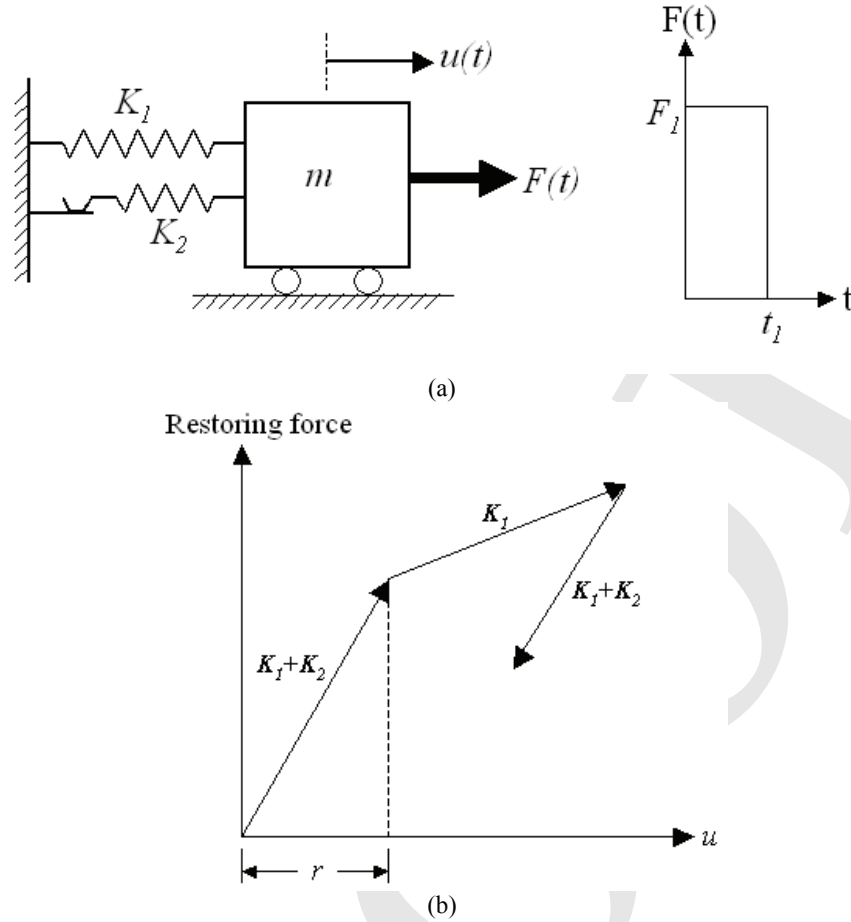 u(t)
F(t)
K1
F1
m
F(t)
K2
t
t1
(a)
Restoring force
K1
K1+K2
K1+K2
u
r
(b)